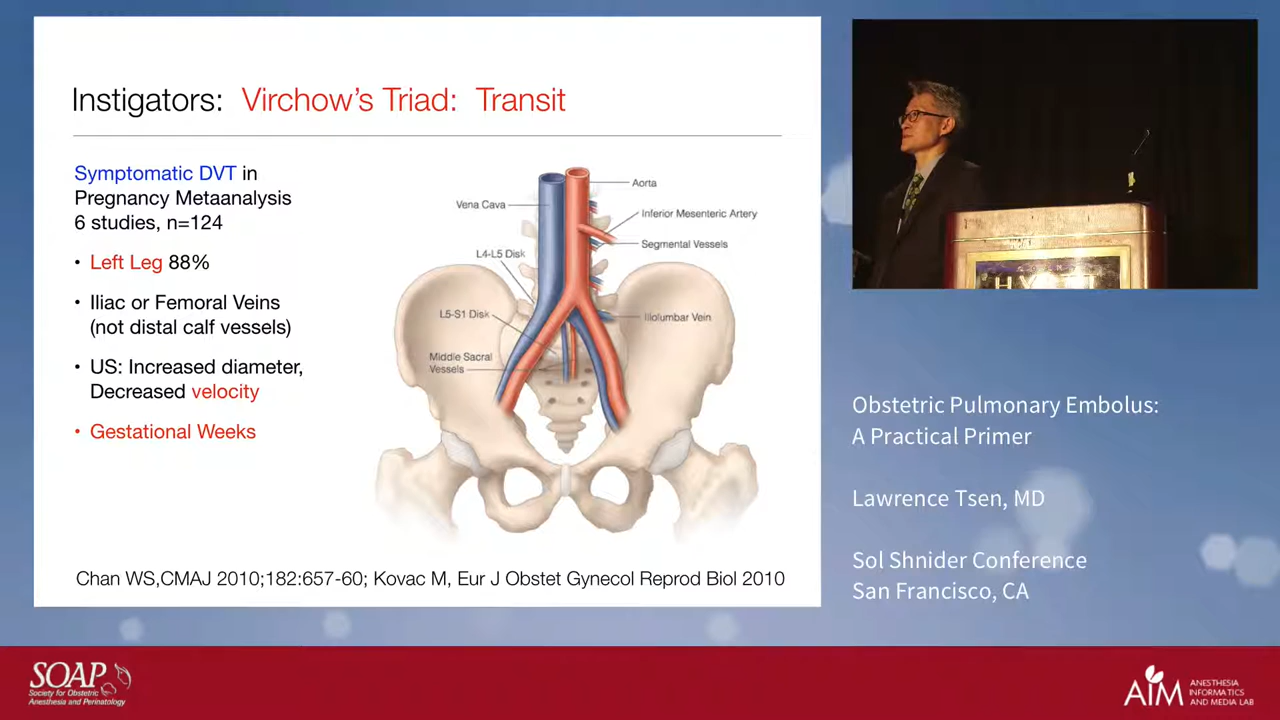 Instigators: Virchow's Triad: Transit
Symptomatic DVT in
Pregnancy Metaanalysis
6 studies, n=124
• Left Leg 88%
• Iliac or Femoral Veins
(not distal calf vessels)
• US: Increased diameter,
Decreased velocity
• Gestational Weeks
Aorta
Vena Cava
Inferior Mesenteric Artery
Segmental Vessels
L4-L5 Disk
L5-S1 Disk
Iliolumbar Vein
Middle Sacral
Vessels
Chan WS,CMAJ 2010;182:657-60; Kovac M, Eur J Obstet Gynecol Reprod Biol 2010
Obstetric Pulmonary Embolus:
A Practical Primer
Lawrence Tsen, MD
Sol Shnider Conference
San Francisco, CA
SOAP
Society for Obstetric
Anesthesia and Perinatology
AIM
ANESTHESIA
INFORMATICS
AND MEDIA LAB